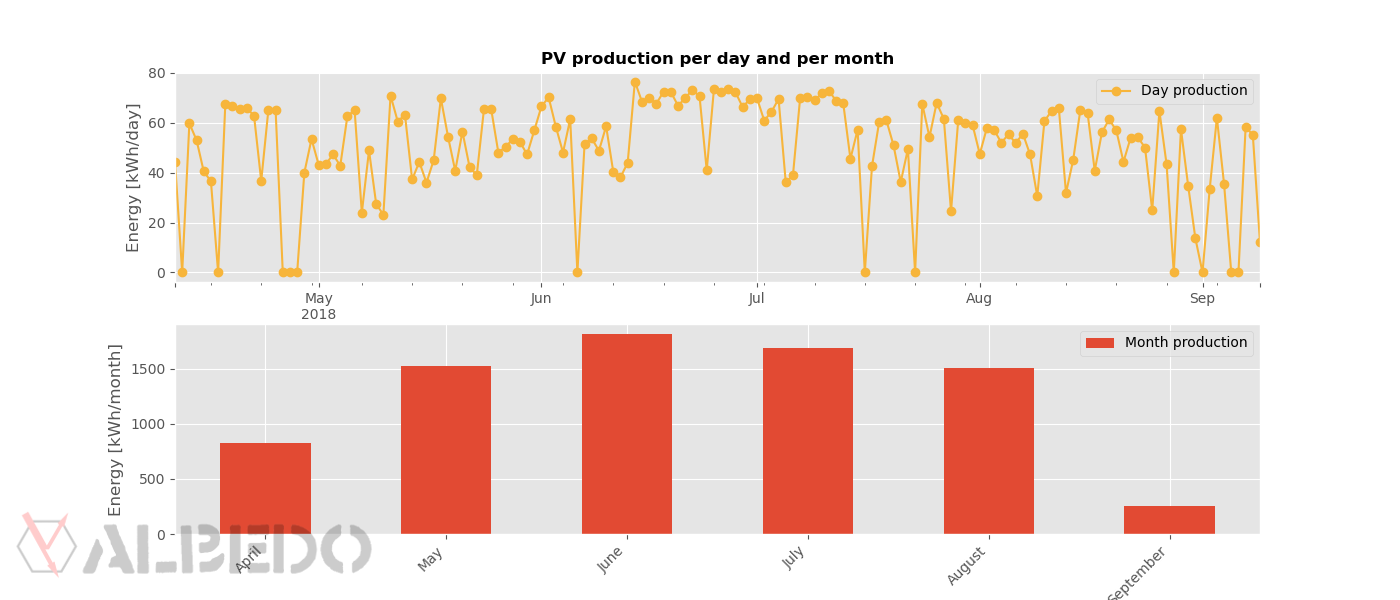 PV production per day and per month
Energy [kWh/day]
80
60
40
20
0
Day production
May
2018
Jun
Jul
Aug
Sep
Energy [kWh/month]
1500
1000
500
0
Month production
April
May
June
July
August
September
ALBEDO